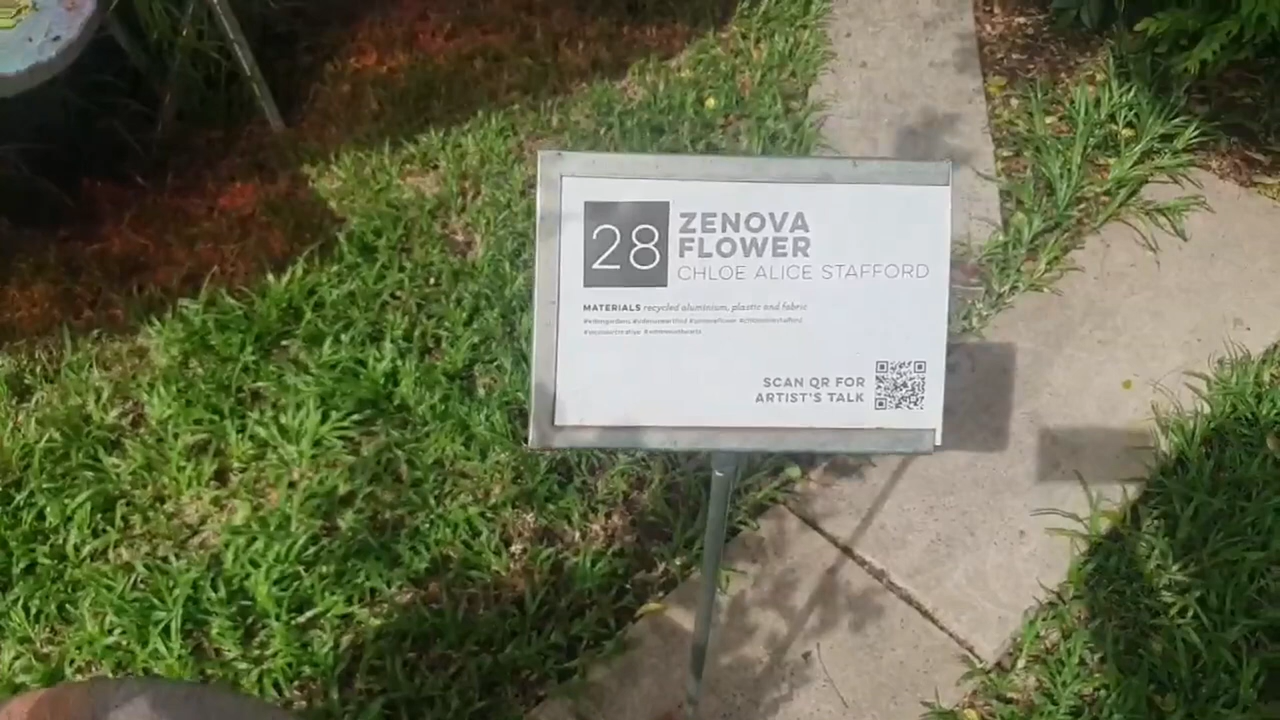 28
ZENOVA
FLOWER
CHLOE ALICE STAFFORD
MATERIALS recycled aluminium, plastic and fabric
SCAN QR FOR
ARTIST'S TALK